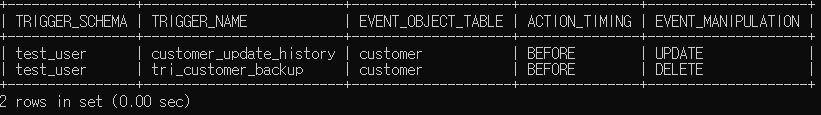 +----------------+-------------------------+--------------------+---------------+--------------------+
| TRIGGER_SCHEMA | TRIGGER_NAME            | EVENT_OBJECT_TABLE | ACTION_TIMING | EVENT_MANIPULATION |
+----------------+-------------------------+--------------------+---------------+--------------------+
| test_user      | customer_update_history | customer           | BEFORE        | UPDATE             |
| test_user      | tri_customer_backup     | customer           | BEFORE        | DELETE             |
+----------------+-------------------------+--------------------+---------------+--------------------+
2 rows in set (0.00 sec)